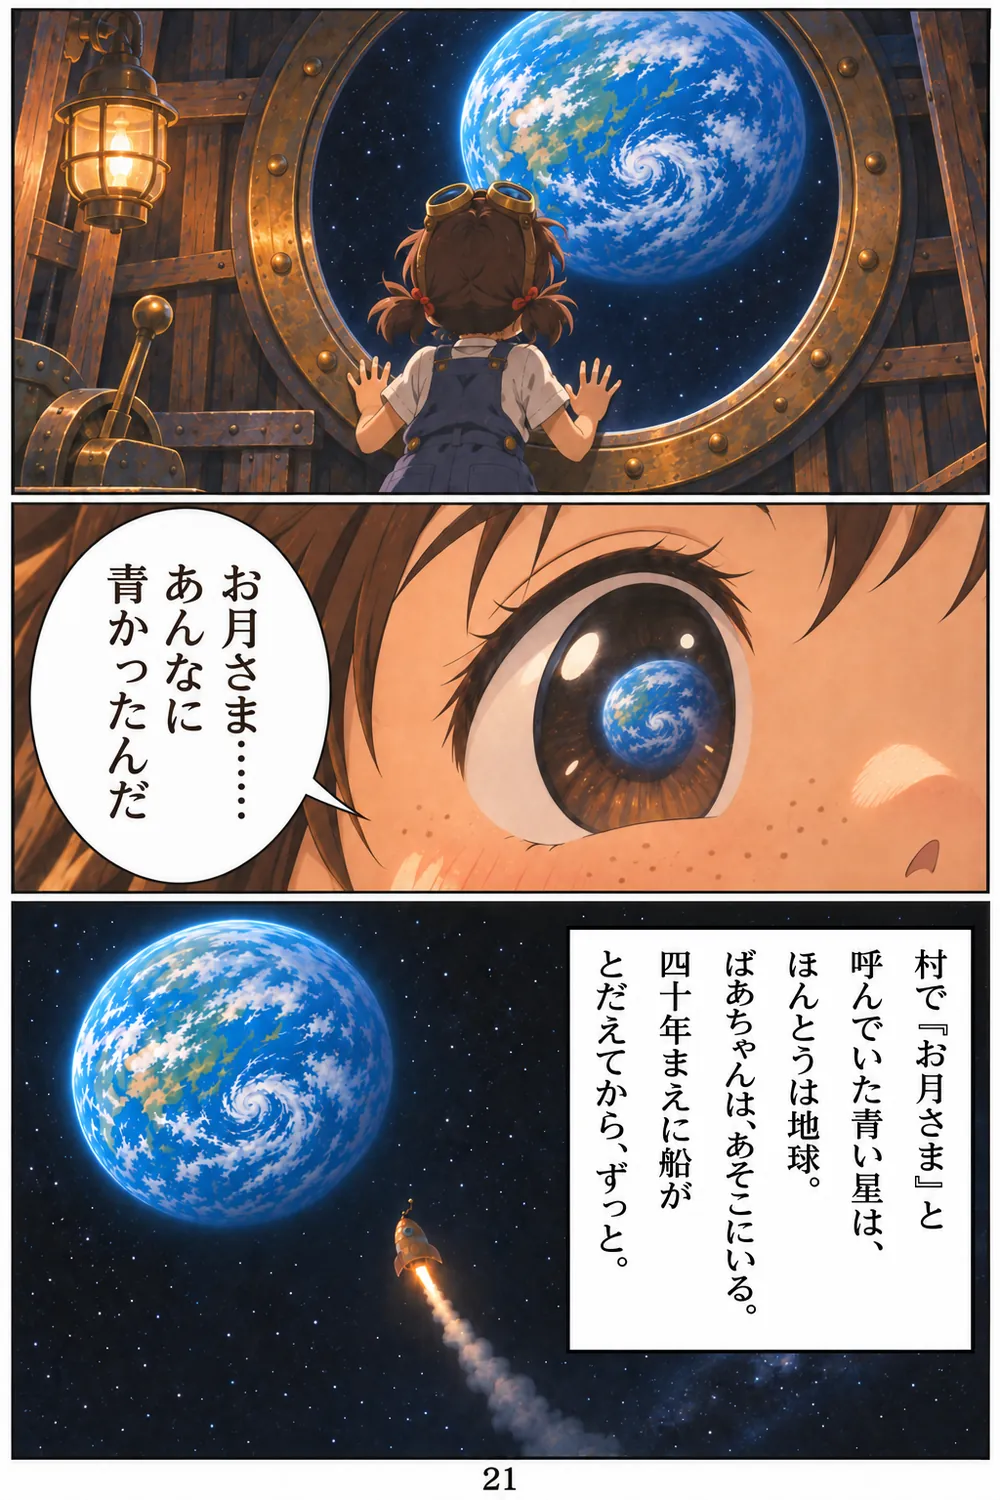 お月さま……
あんなに
青かったんだ
村で『お月さま』と
呼んでいた青い星は、
ほんとうは地球。
ばあちゃんは、あそこにいる。
四十年まえに船が
とだえてから、ずっと。
21